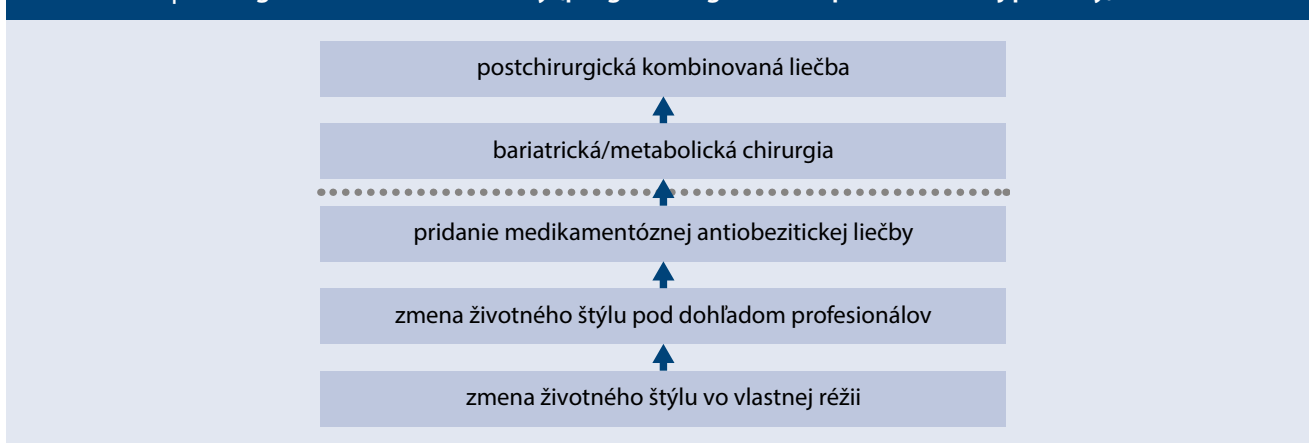 postchirurgická kombinovaná liečba
bariatrická/metabolická chirurgia
pridanie medikamentóznej antiobezitickej liečby
zmena životného štýlu pod dohľadom profesionálov
zmena životného štýlu vo vlastnej réžii